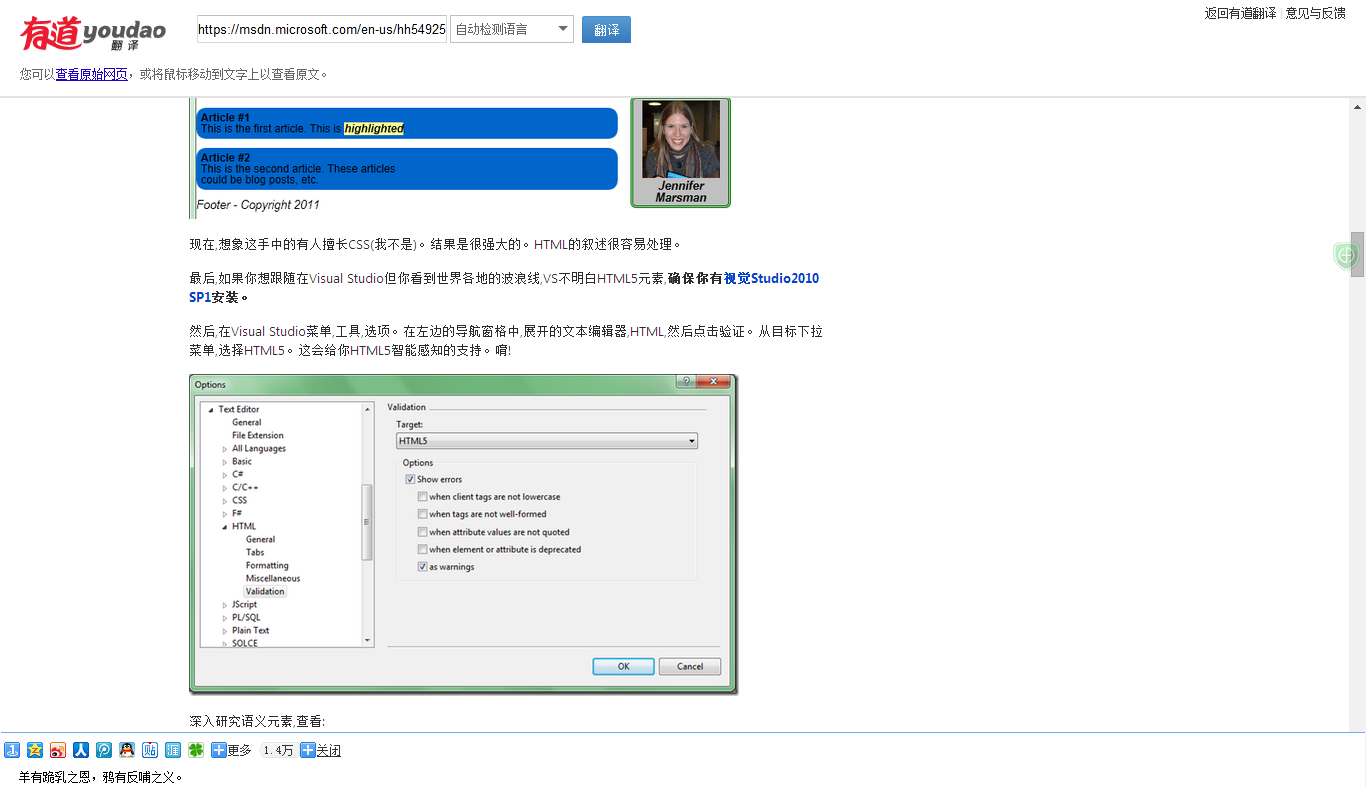 有道youdao
翻译
https://msdn.microsoft.com/en-us/hh54925
自动检测语言
翻译
返回有道翻译 | 意见与反馈
您可以查看原始网页，或将鼠标移动到文字上以查看原文。
Article #1
This is the first article. This is highlighted
Article #2
This is the second article. These articles
could be blog posts, etc.
Footer - Copyright 2011
Jennifer
Marsman
现在,想象这手中的有人擅长CSS(我不是)。结果是很强大的。HTML的叙述很容易处理。
最后,如果你想跟随在Visual Studio但你看到世界各地的波浪线,VS不明白HTML5元素,确保你有视觉Studio2010
SP1安装。
然后,在Visual Studio菜单,工具,选项。在左边的导航窗格中,展开的文本编辑器,HTML,然后点击验证。从目标下拉
菜单,选择HTML5。这会给你HTML5智能感知的支持。唷!
Options
Text Editor
General
File Extension
All Languages
Basic
C#
C/C++
CSS
F#
HTML
General
Tabs
Formatting
Miscellaneous
Validation
JScript
PL/SQL
Plain Text
SOLCE
Validation
Target:
HTML5
Options
Show errors
when client tags are not lowercase
when tags are not well-formed
when attribute values are not quoted
when element or attribute is deprecated
as warnings
OK
Cancel
深入研究语义元素,查看:
更多 1.4万 关闭
羊有跪乳之恩，鸦有反哺之义。